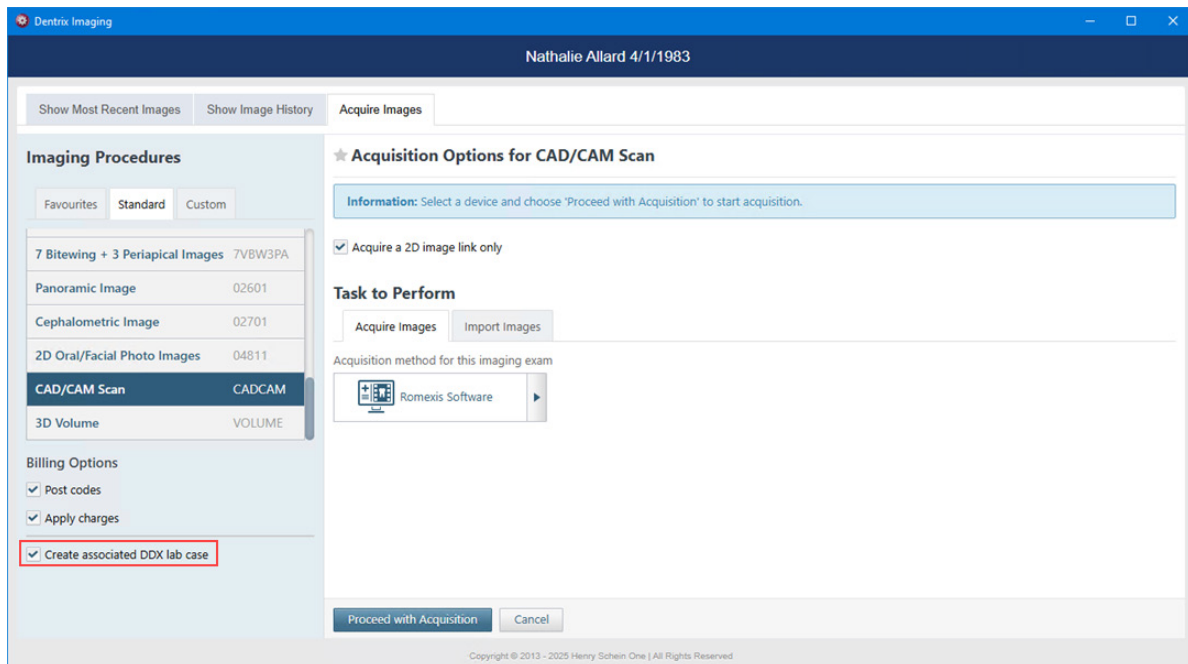 Dentrix Imaging
Nathalie Allard 4/1/1983
Show Most Recent Images
Show Image History
Acquire Images
Imaging Procedures
Favourites
Standard
Custom
7 Bitewing + 3 Periapical Images 7VBW3PA
Panoramic Image 02601
Cephalometric Image 02701
2D Oral/Facial Photo Images 04811
CAD/CAM Scan CADCAM
3D Volume VOLUME
Billing Options
Post codes
Apply charges
Create associated DDX lab case
Acquisition Options for CAD/CAM Scan
Information: Select a device and choose 'Proceed with Acquisition' to start acquisition.
Acquire a 2D image link only
Task to Perform
Acquire Images
Import Images
Acquisition method for this imaging exam
Romexis Software
Proceed with Acquisition
Cancel
Copyright © 2013 - 2025 Henry Schein One | All Rights Reserved